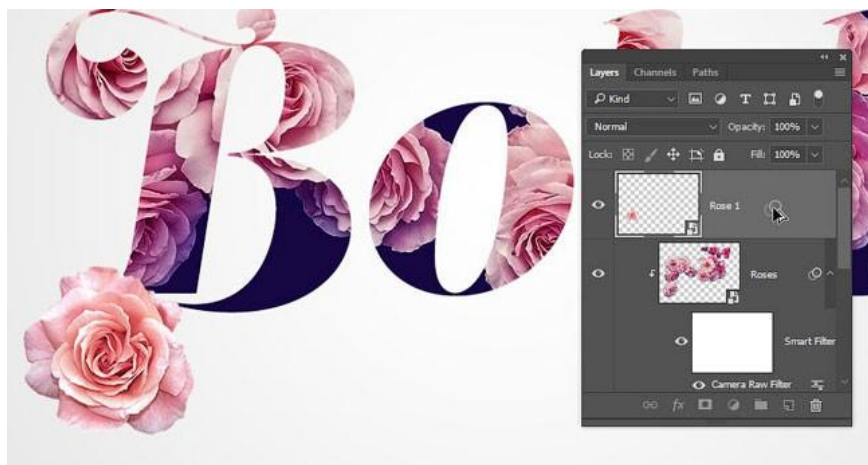 Bo
Layers Channels Paths
Kind
Normal Opacity: 100%
Lock: Fill: 100%
Rose 1
Roses
Smart Filter
Camera Raw Filter
fx